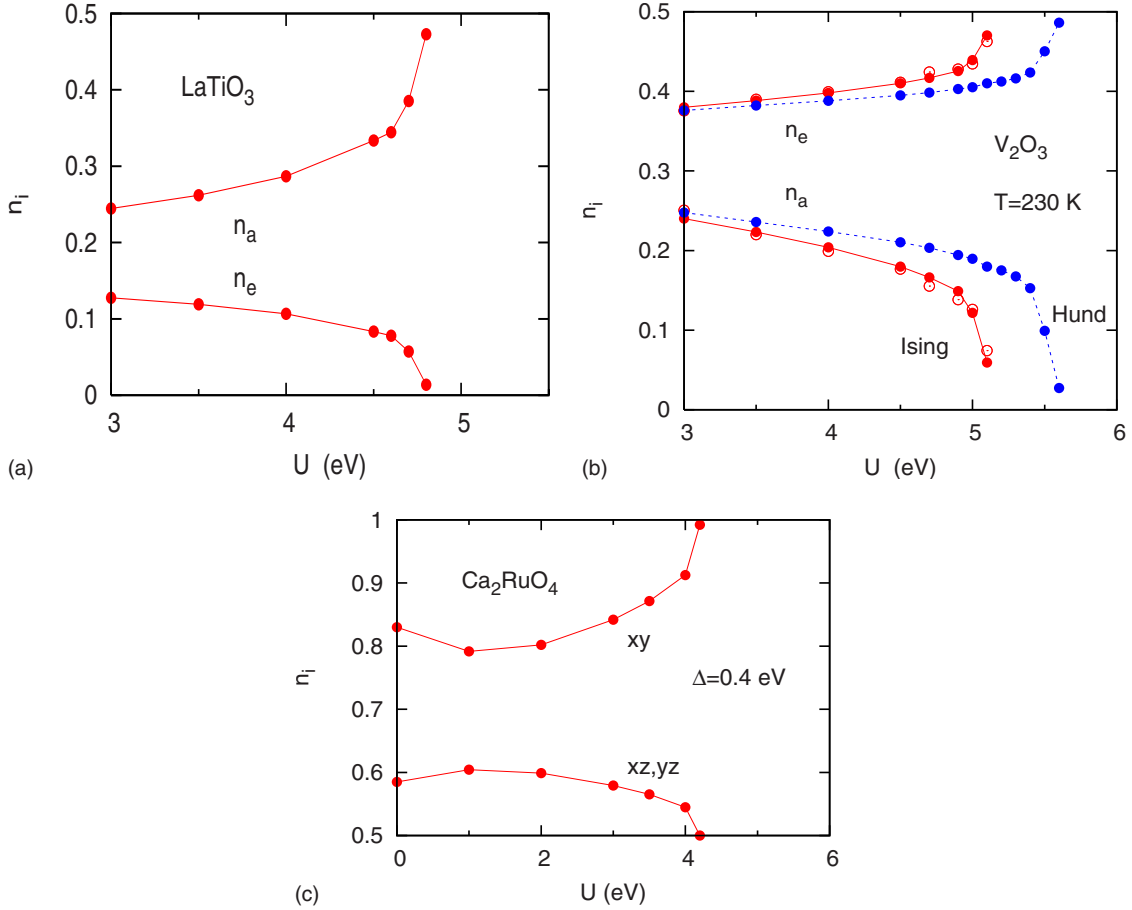 0.5
0.4
0.3
0.2
0.1
0
n_i
LaTiO₃
n_a
n_e
3
4
5
U (eV)
(a)
0.5
0.4
0.3
0.2
0.1
0
n_i
n_e
V₂O₃
n_a
T=230 K
Ising
Hund
3
4
5
6
U (eV)
(b)
1
0.9
0.8
0.7
0.6
0.5
n_i
Ca₂RuO₄
xy
Δ=0.4 eV
xz,yz
0
2
4
6
U (eV)
(c)